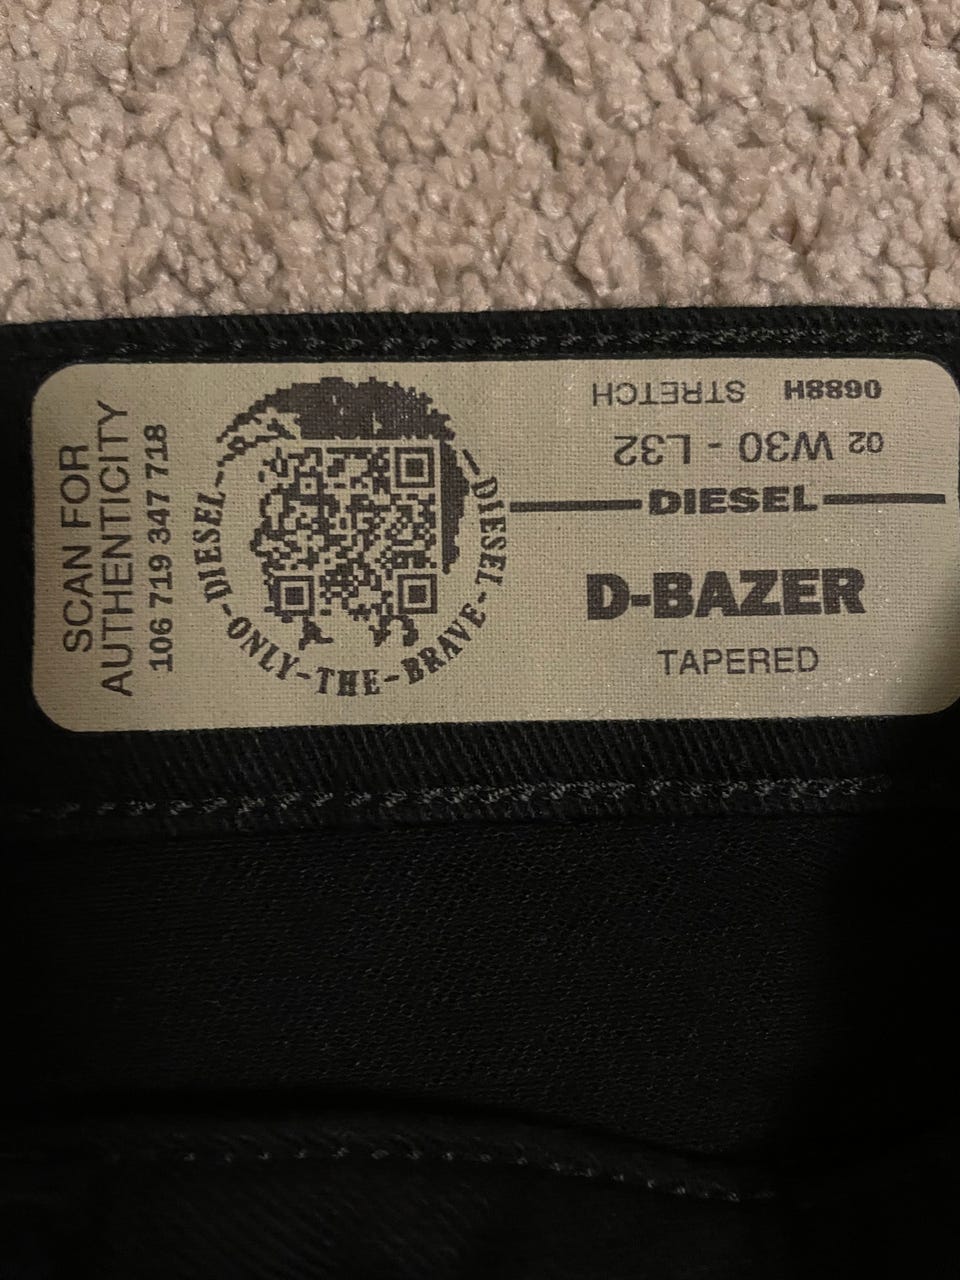 SCAN FOR
AUTHENTICITY
106 719 347 718
DIESEL-ONLY-THE-BRAVE-DIESEL-
0688H STRETCH
02 W30 - L32
DIESEL
D-BAZER
TAPERED